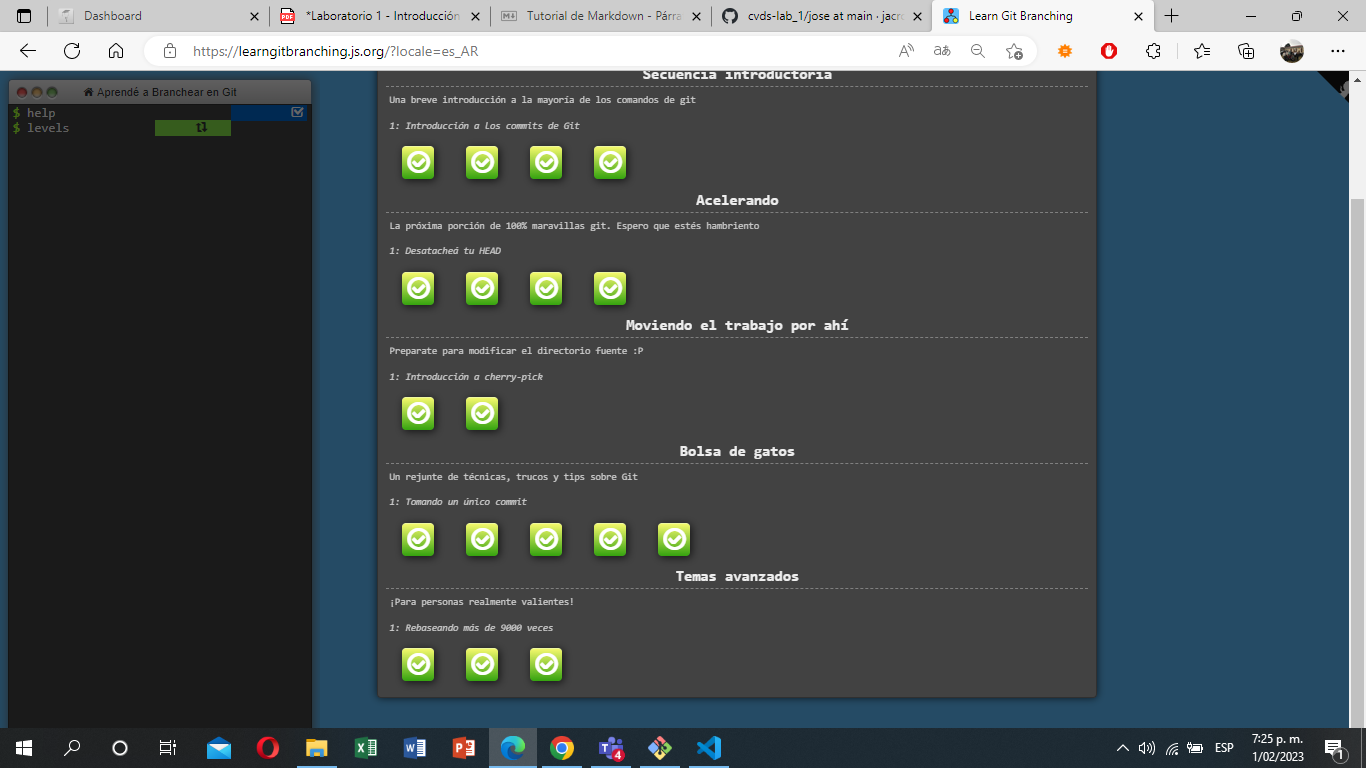 Dashboard
*Laboratorio 1 - Introducción
Tutorial de Markdown - Párra
cvds-lab_1/jose at main · jacro
Learn Git Branching
https://learngitbranching.js.org/?locale=es_AR
Aprendé a Branchear en Git
$ help
$ levels
Secuencia introductoria
Una breve introducción a la mayoría de los comandos de git
1: Introducción a los commits de Git
Acelerando
La próxima porción de 100% maravillas git. Espero que estés hambriento
1: Desatacheá tu HEAD
Moviendo el trabajo por ahí
Preparate para modificar el directorio fuente :P
1: Introducción a cherry-pick
Bolsa de gatos
Un rejunte de técnicas, trucos y tips sobre Git
1: Tomando un único commit
Temas avanzados
¡Para personas realmente valientes!
1: Rebaseando más de 9000 veces
4
ESP
7:25 p. m.
1/02/2023
1